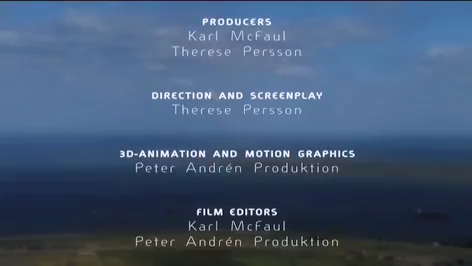 PRODUCERS
Karl McFaul
Therese Persson
DIRECTION AND SCREENPLAY
Therese Persson
3D-ANIMATION AND MOTION GRAPHICS
Peter Andrén Produktion
FILM EDITORS
Karl McFaul
Peter Andrén Produktion